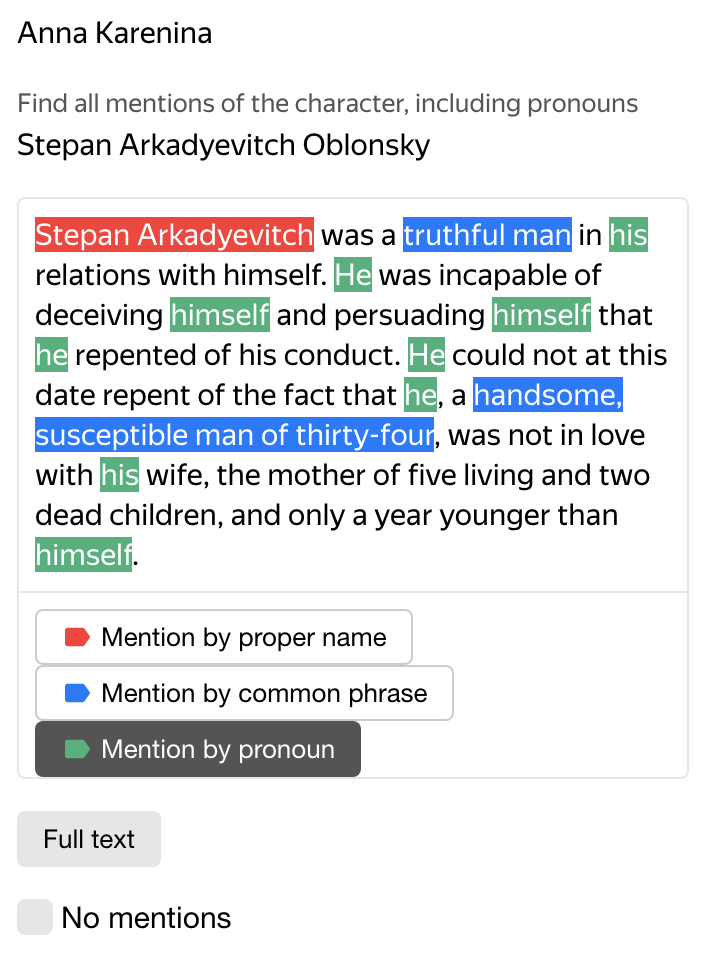 Anna Karenina
Find all mentions of the character, including pronouns
Stepan Arkadyevitch Oblonsky
Stepan Arkadyevitch was a truthful man in his
relations with himself. He was incapable of
deceiving himself and persuading himself that
he repented of his conduct. He could not at this
date repent of the fact that he, a handsome,
susceptible man of thirty-four, was not in love
with his wife, the mother of five living and two
dead children, and only a year younger than
himself.
Mention by proper name
Mention by common phrase
Mention by pronoun
Full text
No mentions